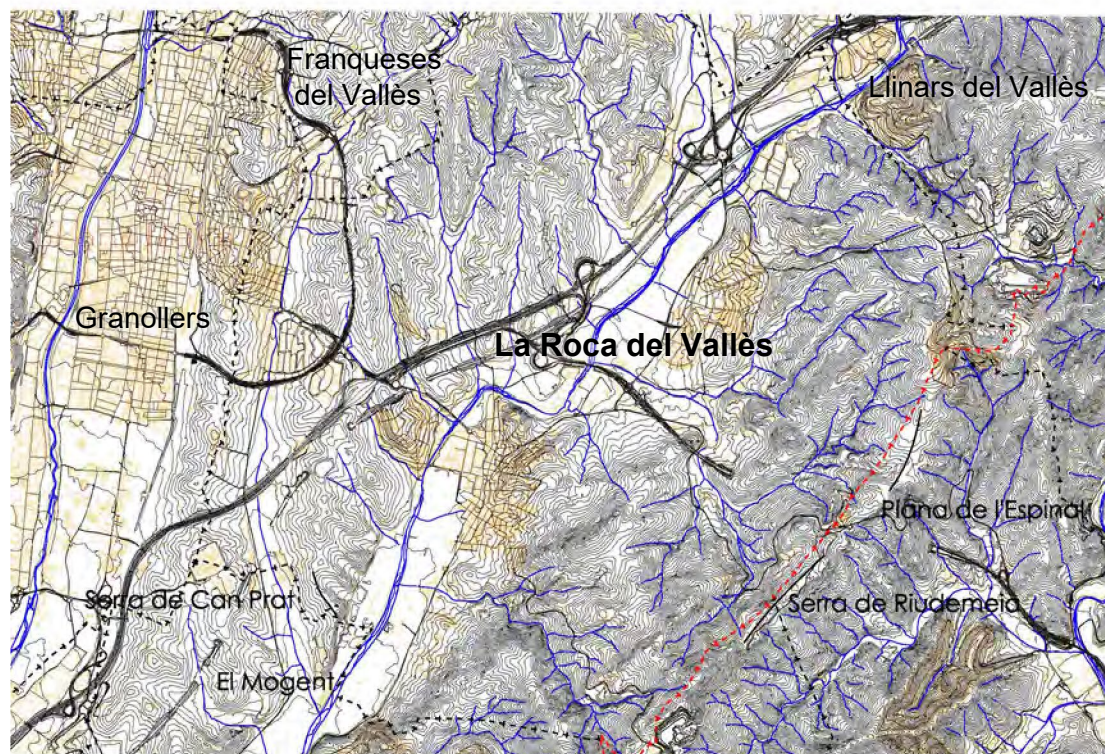 Franqueses
del Vallès
Llinars del Vallès
Granollers
La Roca del Vallès
Plana de l'Espinal
Serra de Can Prat
Serra de Riudemeia
El Mogent